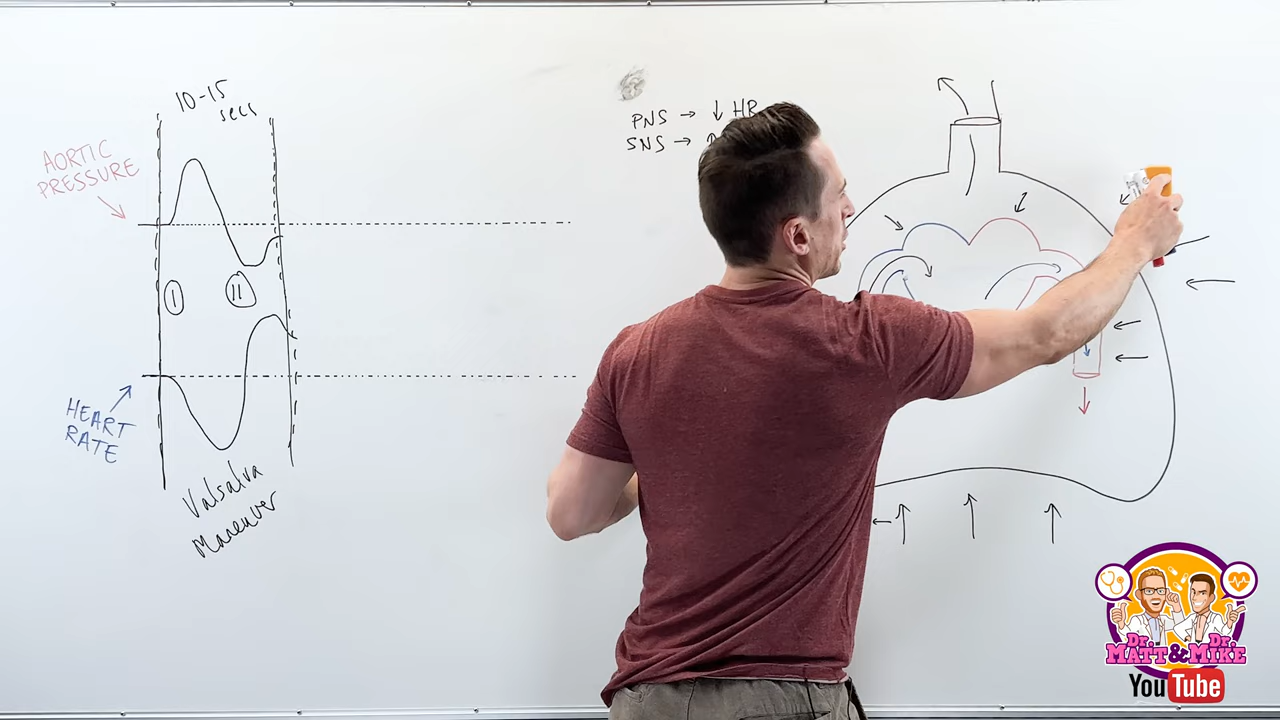 10-15
secs
AORTIC
PRESSURE
I
II
HEART
RATE
Valsalva
Maneuver
PNS → ↓ HR
SNS →
Dr. Dr.
MATT & MIKE
YouTube